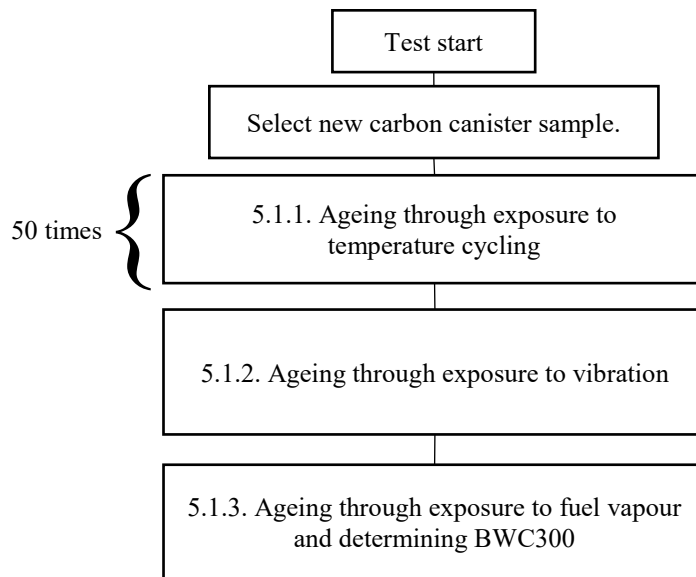 Test start
Select new carbon canister sample.
50 times
5.1.1. Ageing through exposure to
temperature cycling
5.1.2. Ageing through exposure to vibration
5.1.3. Ageing through exposure to fuel vapour
and determining BWC300